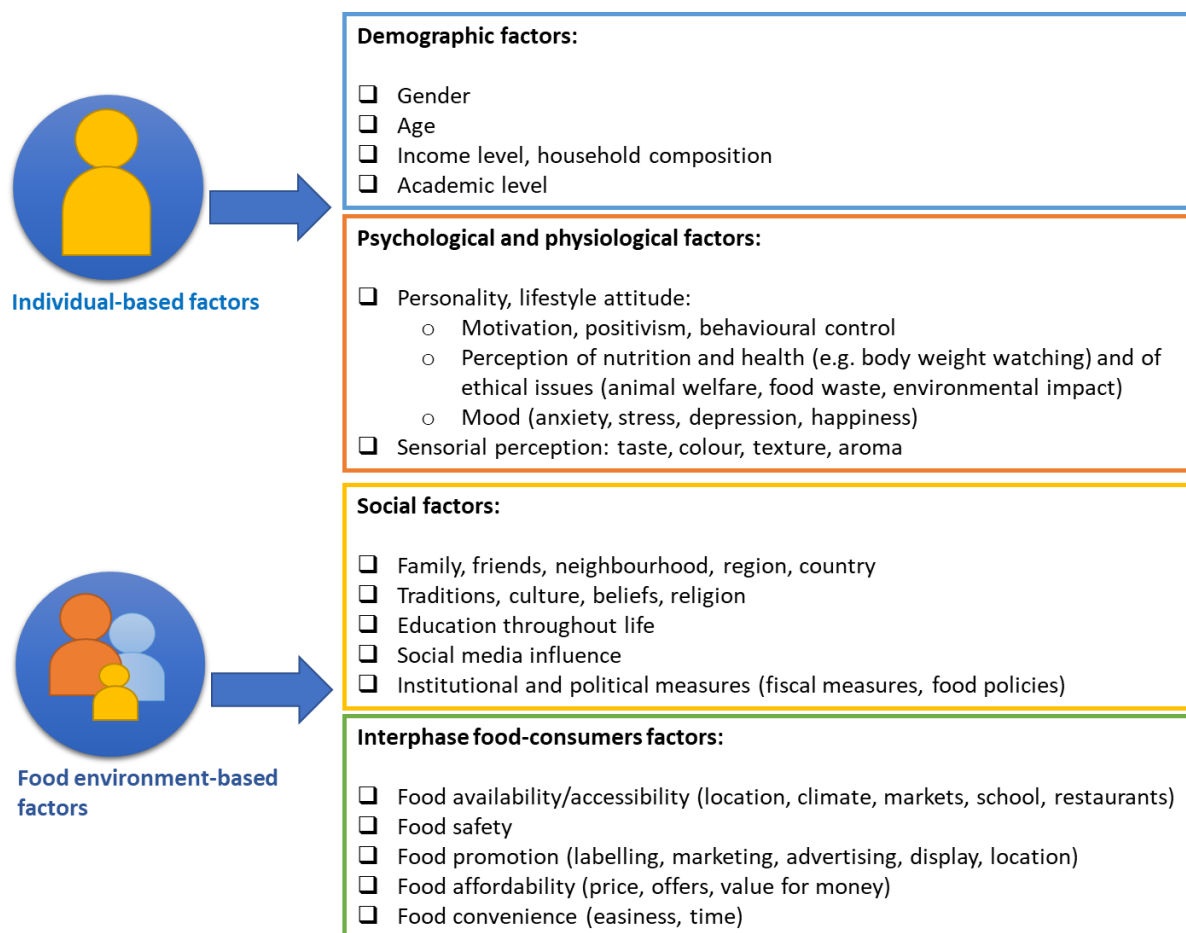 Individual-based factors
Demographic factors:
❑ Gender
❑ Age
❑ Income level, household composition
❑ Academic level
Psychological and physiological factors:
❑ Personality, lifestyle attitude:
o Motivation, positivism, behavioural control
o Perception of nutrition and health (e.g. body weight watching) and of
ethical issues (animal welfare, food waste, environmental impact)
o Mood (anxiety, stress, depression, happiness)
❑ Sensorial perception: taste, colour, texture, aroma
Food environment-based
factors
Social factors:
❑ Family, friends, neighbourhood, region, country
❑ Traditions, culture, beliefs, religion
❑ Education throughout life
❑ Social media influence
❑ Institutional and political measures (fiscal measures, food policies)
Interphase food-consumers factors:
❑ Food availability/accessibility (location, climate, markets, school, restaurants)
❑ Food safety
❑ Food promotion (labelling, marketing, advertising, display, location)
❑ Food affordability (price, offers, value for money)
❑ Food convenience (easiness, time)